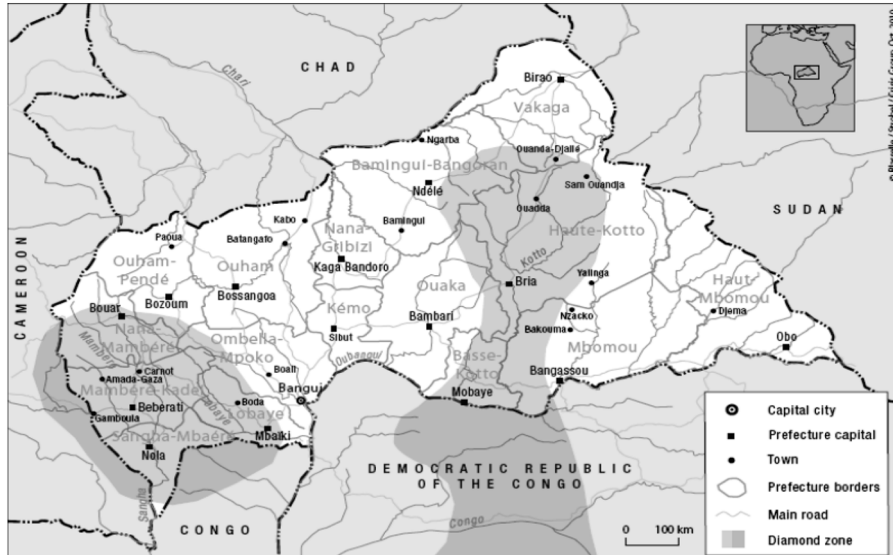 CHAD
Chari
Birao
Vakaga
Ngarba
Ouanda-Djallé
Bamingui-Bangoran
Sam Ouandja
Ndélé
Ouadda
SUDAN
Kabo
Nana-
Gribizi
Bamingui
Haute-Kotto
CAMEROON
Paoua
Batangafo
Kotto
Ouham-
Pendé
Ouham
Kaga Bandoro
Ouaka
Yalinga
Haut-
Mbomou
Bossangoa
Bria
Bozoum
Bouar
Kémo
Nzacko
Djema
Nana-
Mambéré
Ombella-
Mpoko
Sibut
Bambari
Bakouma
Mbomou
Obo
Mambéré
Oubangui
Basse-
Kotto
Carnot
Boali
Amada-Gaza
Bangui
Bangassou
Mambéré-Kadéï
Boda
Lobaye
Mobaye
Berbérati
Lobaye
Gamboula
Mbaïki
Sangha-Mbaéré
Nola
DEMOCRATIC REPUBLIC
OF THE CONGO
Sangha
CONGO
Congo
0 100 km
Capital city
Prefecture capital
Town
Prefecture borders
Main road
Diamond zone